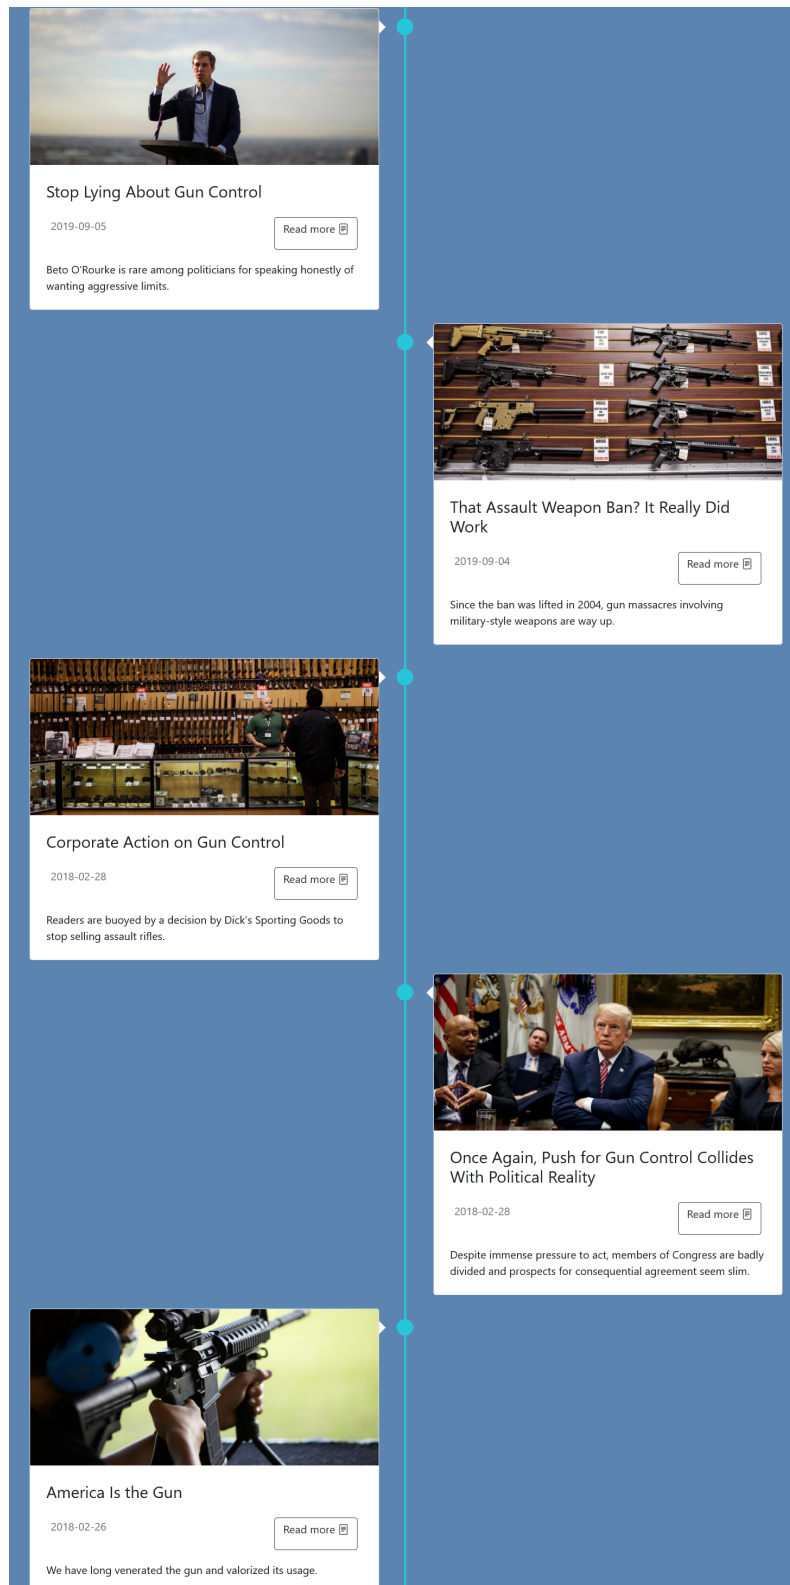 Stop Lying About Gun Control
2019-09-05
Read more
Beto O'Rourke is rare among politicians for speaking honestly of
wanting aggressive limits.
That Assault Weapon Ban? It Really Did
Work
2019-09-04
Read more
Since the ban was lifted in 2004, gun massacres involving
military-style weapons are way up.
Corporate Action on Gun Control
2018-02-28
Read more
Readers are buoyed by a decision by Dick's Sporting Goods to
stop selling assault rifles.
Once Again, Push for Gun Control Collides
With Political Reality
2018-02-28
Read more
Despite immense pressure to act, members of Congress are badly
divided and prospects for consequential agreement seem slim.
America Is the Gun
2018-02-26
Read more
We have long venerated the gun and valorized its usage.